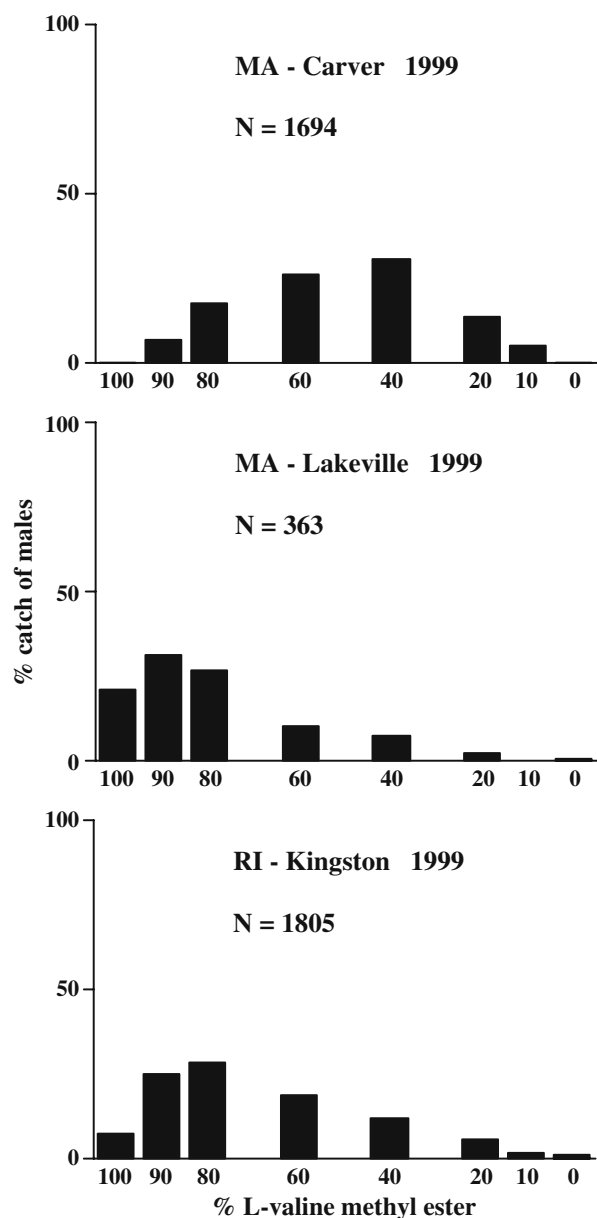 100
MA - Carver 1999
N = 1694
50
0
100 90 80 60 40 20 10 0
100
MA - Lakeville 1999
N = 363
50
0
100 90 80 60 40 20 10 0
% catch of males
100
RI - Kingston 1999
N = 1805
50
0
100 90 80 60 40 20 10 0
% L-valine methyl ester